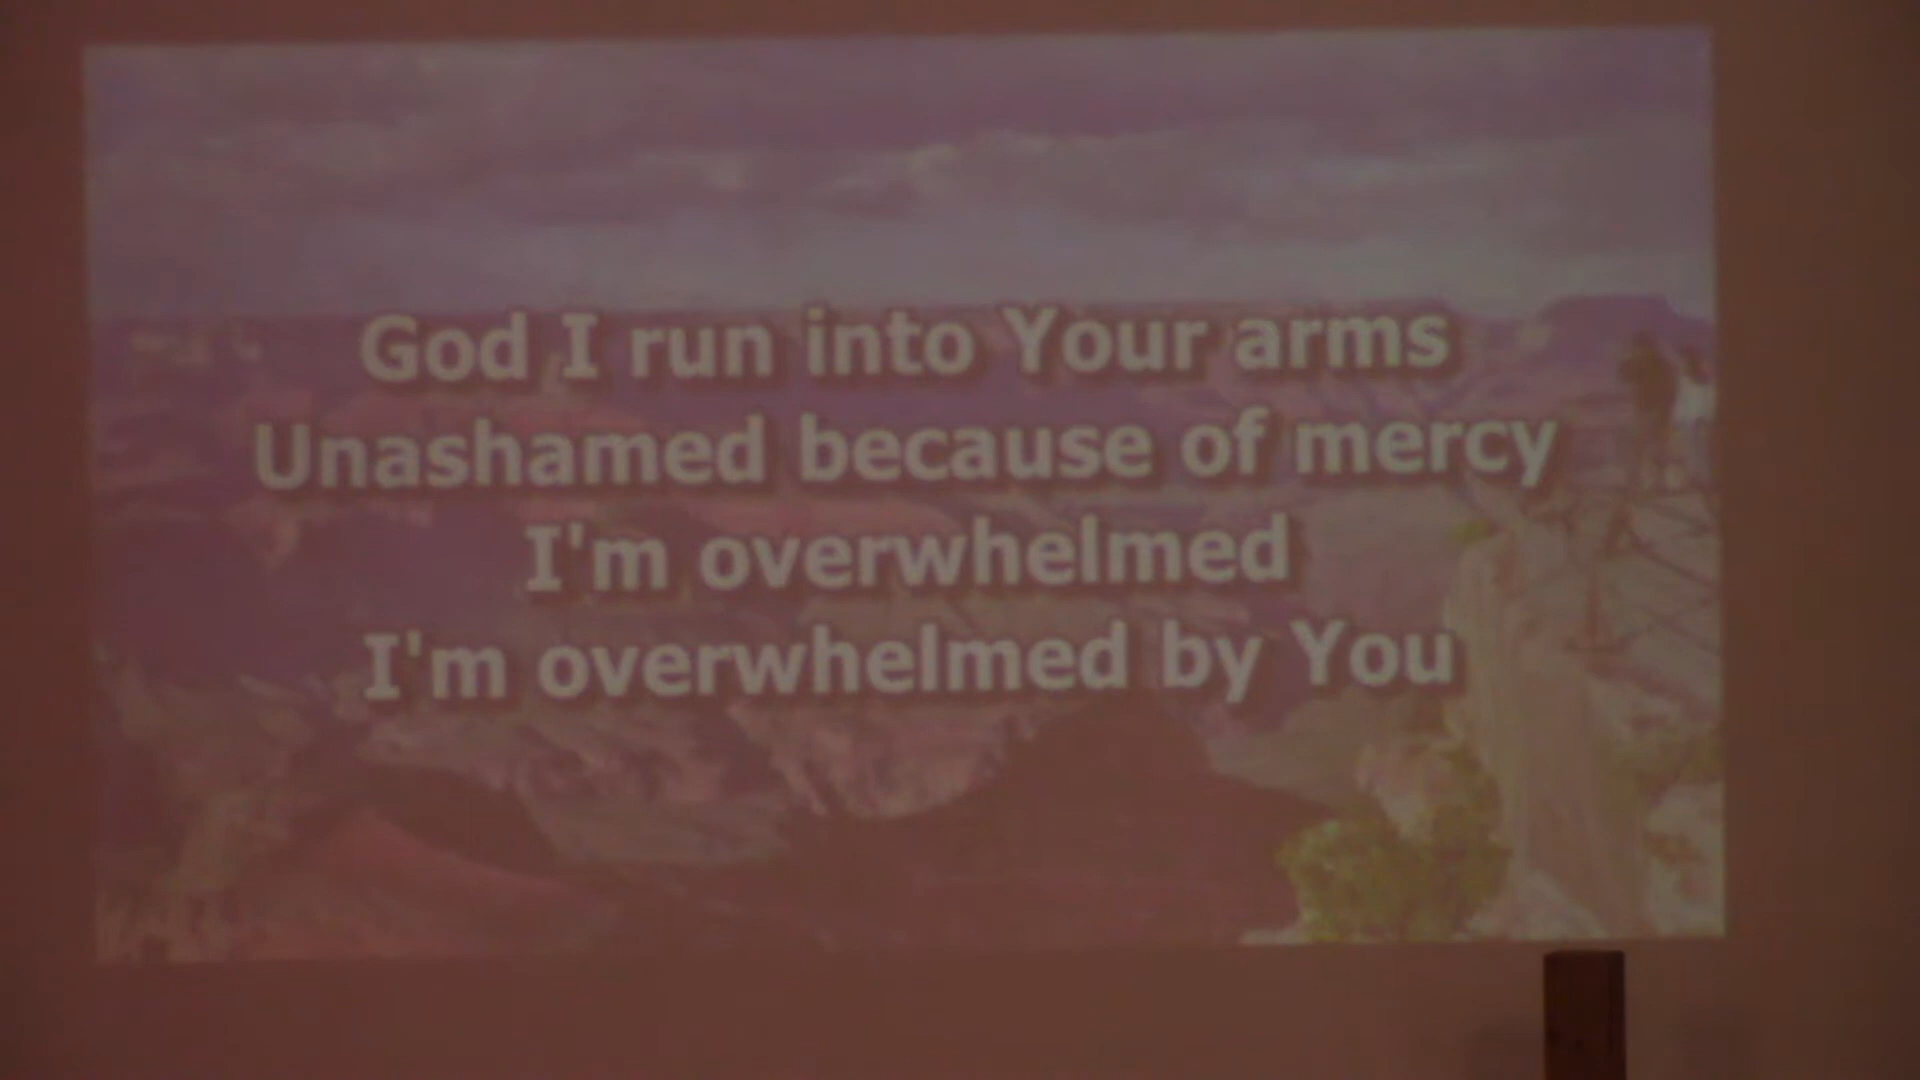 God I run into Your arms
Unashamed because of mercy
I'm overwhelmed
I'm overwhelmed by You